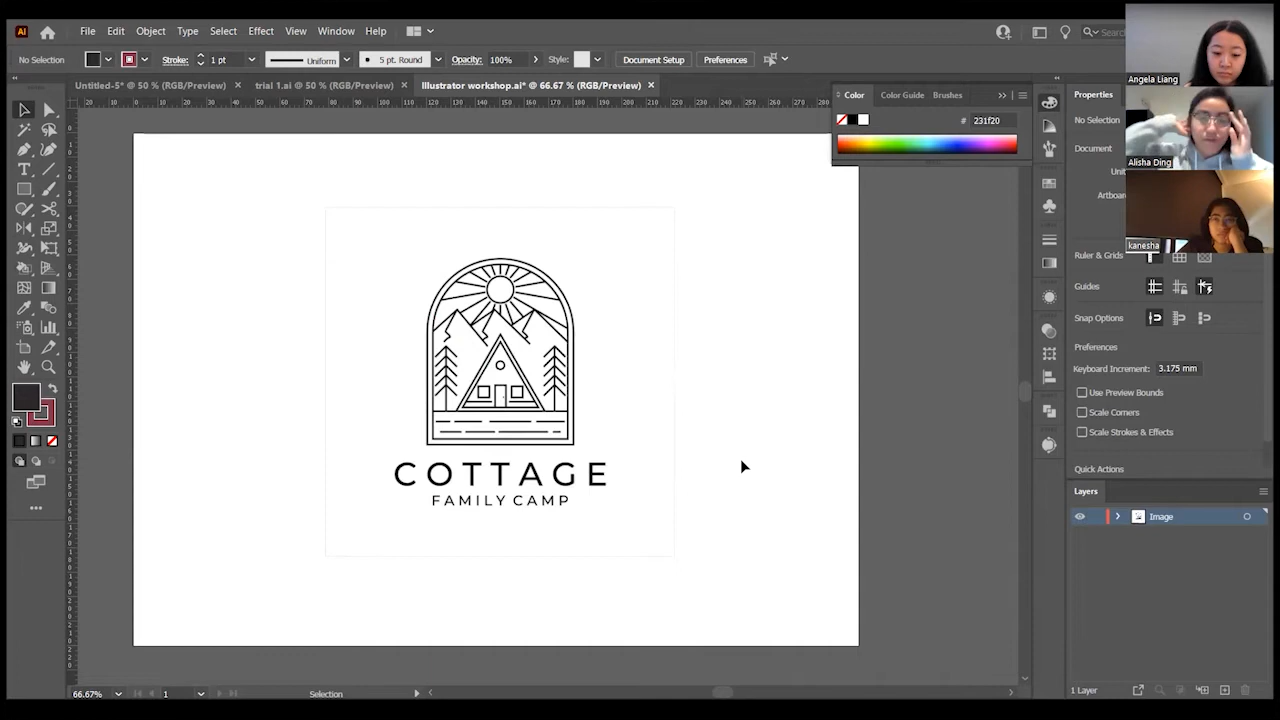 Ai File Edit Object Type Select Effect View Window Help
No Selection Stroke: 1 pt Uniform 5 pt. Round Opacity: 100% Style: Document Setup Preferences
Untitled-5* @ 50 % (RGB/Preview) × trial 1.ai @ 50 % (RGB/Preview) × Illustrator workshop.ai* @ 66.67 % (RGB/Preview) ×
Color Color Guide Brushes
# 231f20
COTTAGE
FAMILY CAMP
Angela Liang
Alisha Ding
kanesha
Properties
No Selection
Document
Ruler & Grids
Guides
Snap Options
Preferences
Keyboard Increment: 3.175 mm
Use Preview Bounds
Scale Corners
Scale Strokes & Effects
Quick Actions
Layers
Image
1 Layer
66.67% 1 Selection